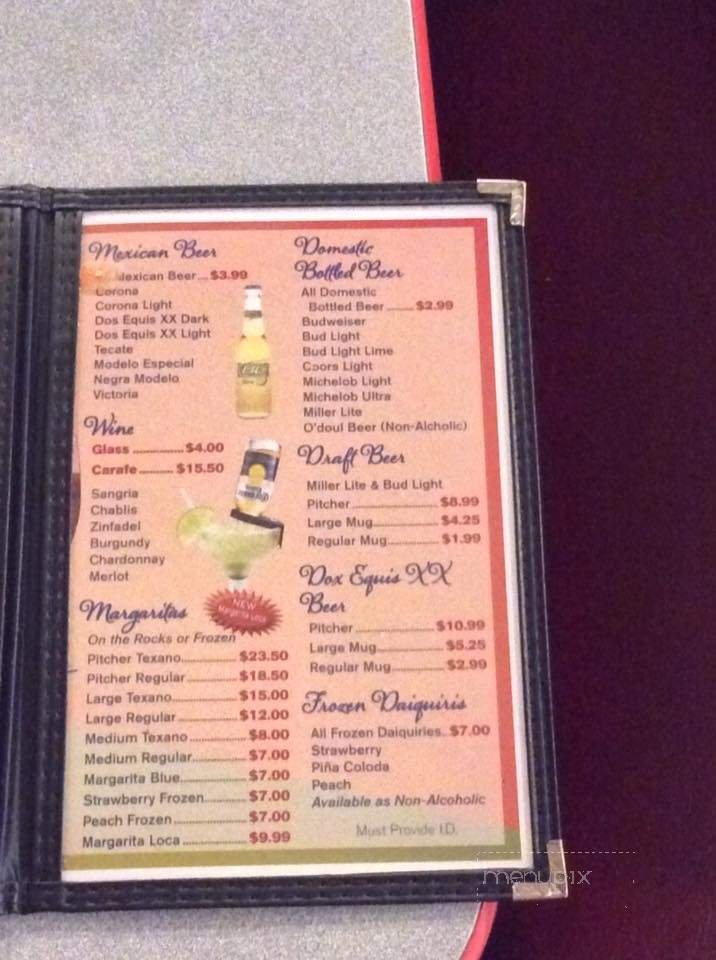 Mexican Beer
Mexican Beer...$3.99
Corona
Corona Light
Dos Equis XX Dark
Dos Equis XX Light
Tecate
Modelo Especial
Negra Modelo
Victoria
Wine
Glass ..............$4.00
Carafe ......... $15.50
Sangria
Chablis
Zinfadel
Burgundy
Chardonnay
Merlot
NEW
Margarita Loca
Margaritas
On the Rocks or Frozen
Pitcher Texano..............$23.50
Pitcher Regular.............$18.50
Large Texano................$15.00
Large Regular...............$12.00
Medium Texano..............$8.00
Medium Regular.............$7.00
Margarita Blue...............$7.00
Strawberry Frozen..........$7.00
Peach Frozen................$7.00
Margarita Loca..............$9.99
Domestic
Bottled Beer
All Domestic
Bottled Beer .......$2.99
Budweiser
Bud Light
Bud Light Lime
Coors Light
Michelob Light
Michelob Ultra
Miller Lite
O'doul Beer (Non-Alcholic)
Draft Beer
Miller Lite & Bud Light
Pitcher......................$8.99
Large Mug.................$4.25
Regular Mug..............$1.99
Dox Equis XX
Beer
Pitcher.....................$10.99
Large Mug.................$5.25
Regular Mug..............$2.99
Frozen Daiquiris
All Frozen Daiquiries..$7.00
Strawberry
Piña Coloda
Peach
Available as Non-Alcoholic
Must Provide I.D.
menupix